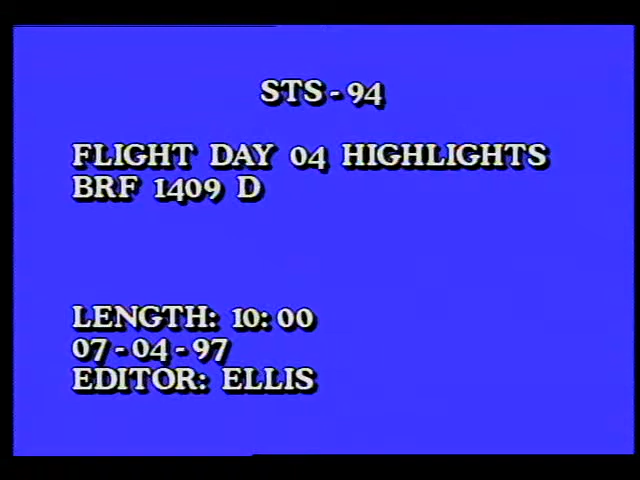 STS-94
FLIGHT DAY 04 HIGHLIGHTS
BRF 1409 D
LENGTH: 10:00
07-04-97
EDITOR: ELLIS